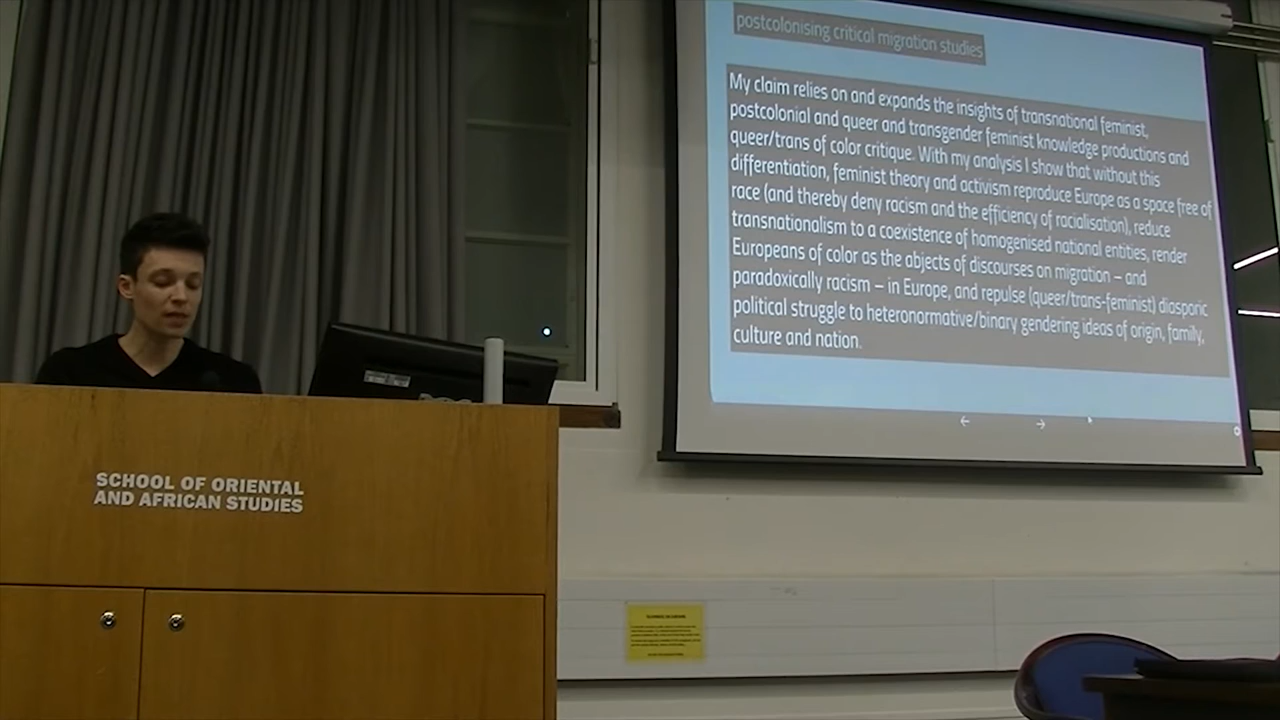 postcolonising critical migration studies
My claim relies on and expands the insights of transnational feminist,
postcolonial and queer and transgender feminist knowledge productions and
queer/trans of color critique. With my analysis I show that without this
differentiation, feminist theory and activism reproduce Europe as a space free of
race (and thereby deny racism and the efficiency of racialisation), reduce
transnationalism to a coexistence of homogenised national entities, render
Europeans of color as the abjects of discourses on migration – and
paradoxically racism – in Europe, and repulse (queer/trans-feminist) diasporic
political struggle to heteronormative/binary gendering ideas of origin, family,
culture and nation.
SCHOOL OF ORIENTAL
AND AFRICAN STUDIES